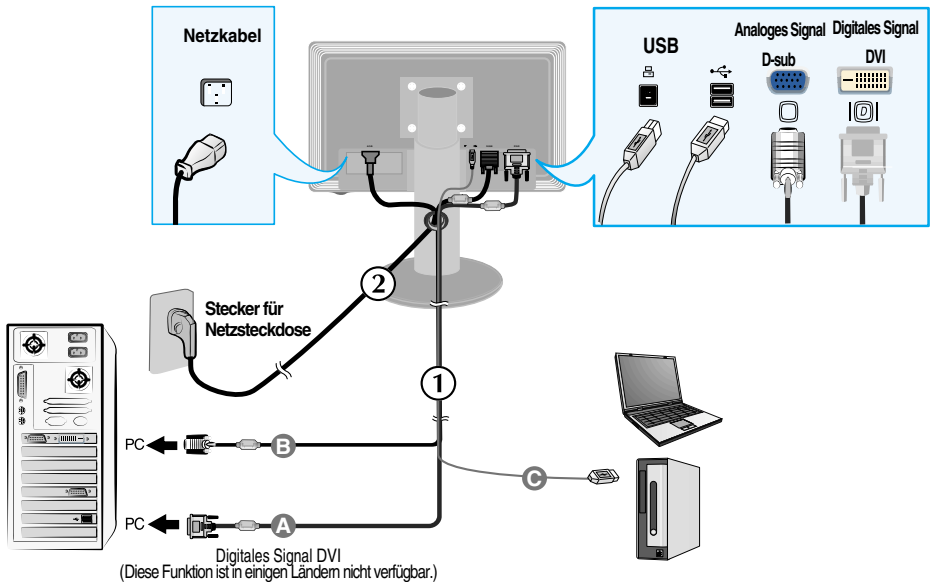 Netzkabel
USB
Analoges Signal
D-sub
Digitales Signal
DVI
D
2
Stecker für
Netzsteckdose
1
PC
B
C
PC
A
Digitales Signal DVI
(Diese Funktion ist in einigen Ländern nicht verfügbar.)